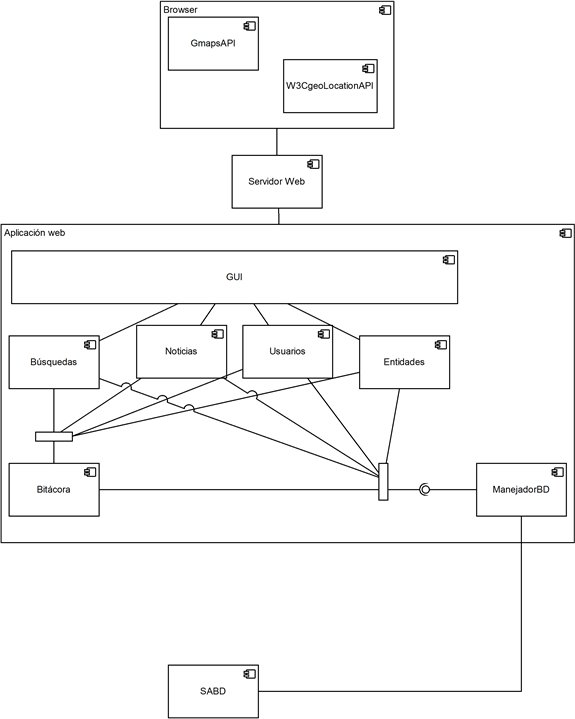 Browser
GmapsAPI
W3CgeoLocationAPI
Servidor Web
Aplicación web
GUI
Búsquedas
Noticias
Usuarios
Entidades
Bitácora
ManejadorBD
SABD